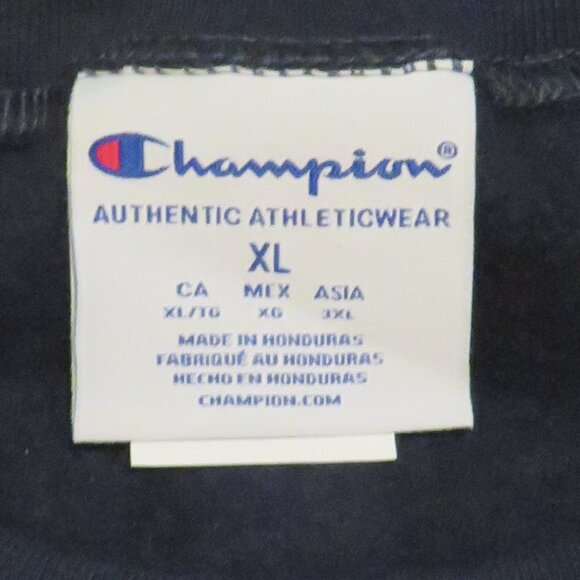 Champion®
AUTHENTIC ATHLETICWEAR
XL
CA MEX ASIA
XL/TG XG 3XL
MADE IN HONDURAS
FABRIQUÉ AU HONDURAS
HECHO EN HONDURAS
CHAMPION.COM